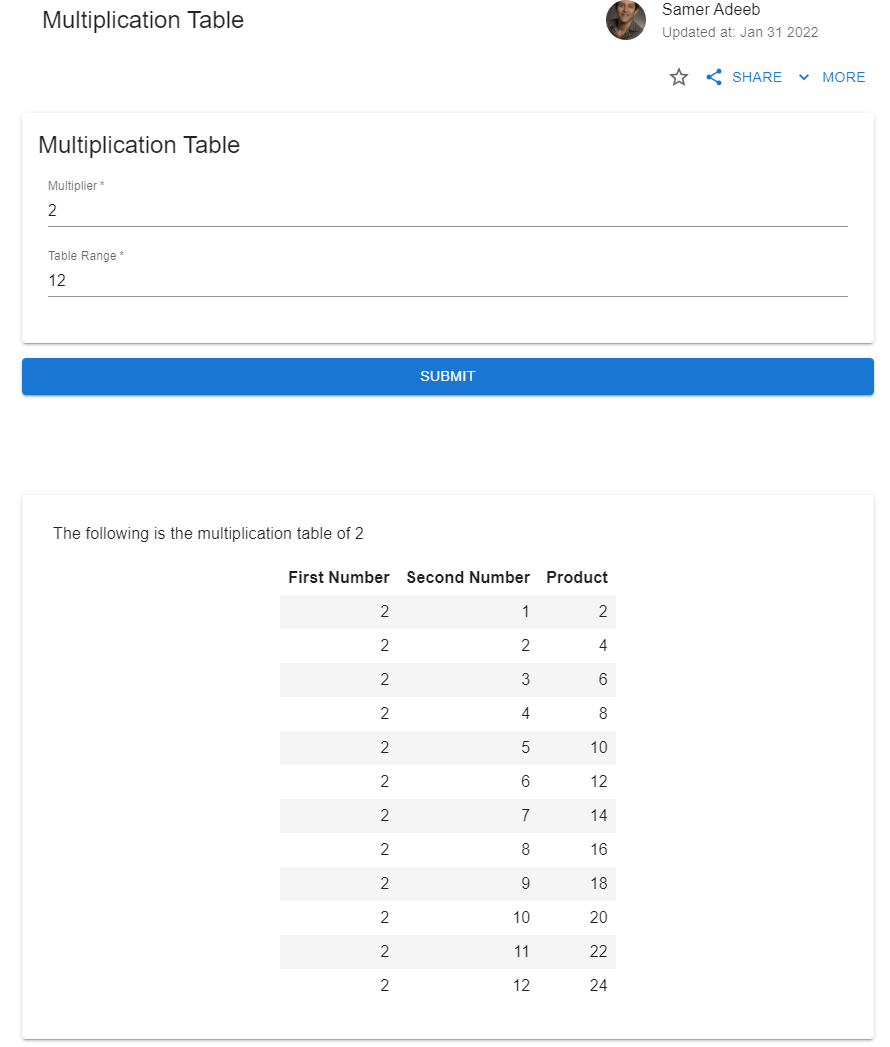 Multiplication Table
Samer Adeeb
Updated at: Jan 31 2022
SHARE MORE
Multiplication Table
Multiplier *
2
Table Range *
12
SUBMIT
The following is the multiplication table of 2
First Number Second Number Product
2 1 2
2 2 4
2 3 6
2 4 8
2 5 10
2 6 12
2 7 14
2 8 16
2 9 18
2 10 20
2 11 22
2 12 24